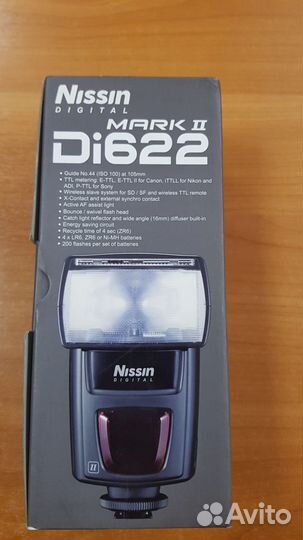 Nissin
DIGITAL
MARK II
Di622
• Guide No.44 (ISO 100) at 105mm
• TTL metering: E-TTL, E-TTL II for Canon, iTTLL for Nikon and
ADI, P-TTL for Sony
• Wireless slave system for SD / SF and wireless TTL remote
• X-Contact and external synchro contact
• Active AF assist light
• Bounce / swivel flash head
• Catch light reflector and wide angle (16mm) diffuser built-in
• Energy saving circuit
• Recycle time of 4 sec (ZR6)
• 4 x LR6, ZR6 or Ni-MH batteries
• 200 flashes per set of batteries
Nissin
DIGITAL
II
Avito